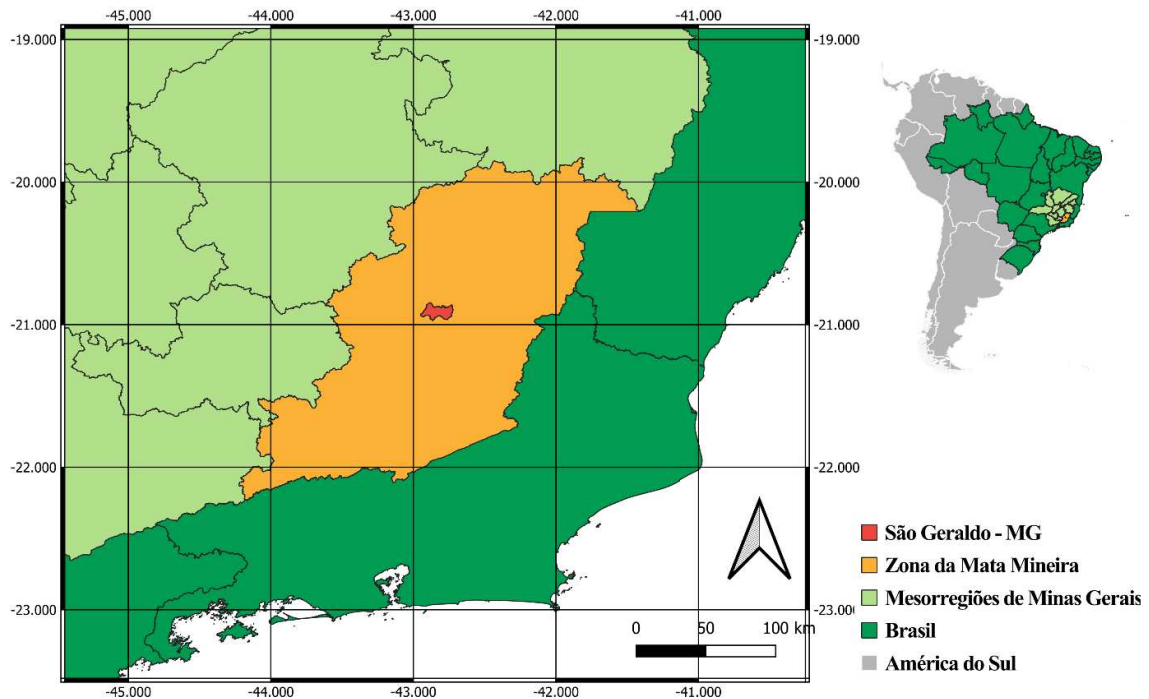 -45.000 -44.000 -43.000 -42.000 -41.000
-19.000 -19.000
-20.000 -20.000
-21.000 -21.000
-22.000 -22.000
-23.000 -23.00
0 50 100 km
-45.000 -44.000 -43.000 -42.000 -41.000
São Geraldo - MG
Zona da Mata Mineira
Mesorregiões de Minas Gerais
Brasil
América do Sul